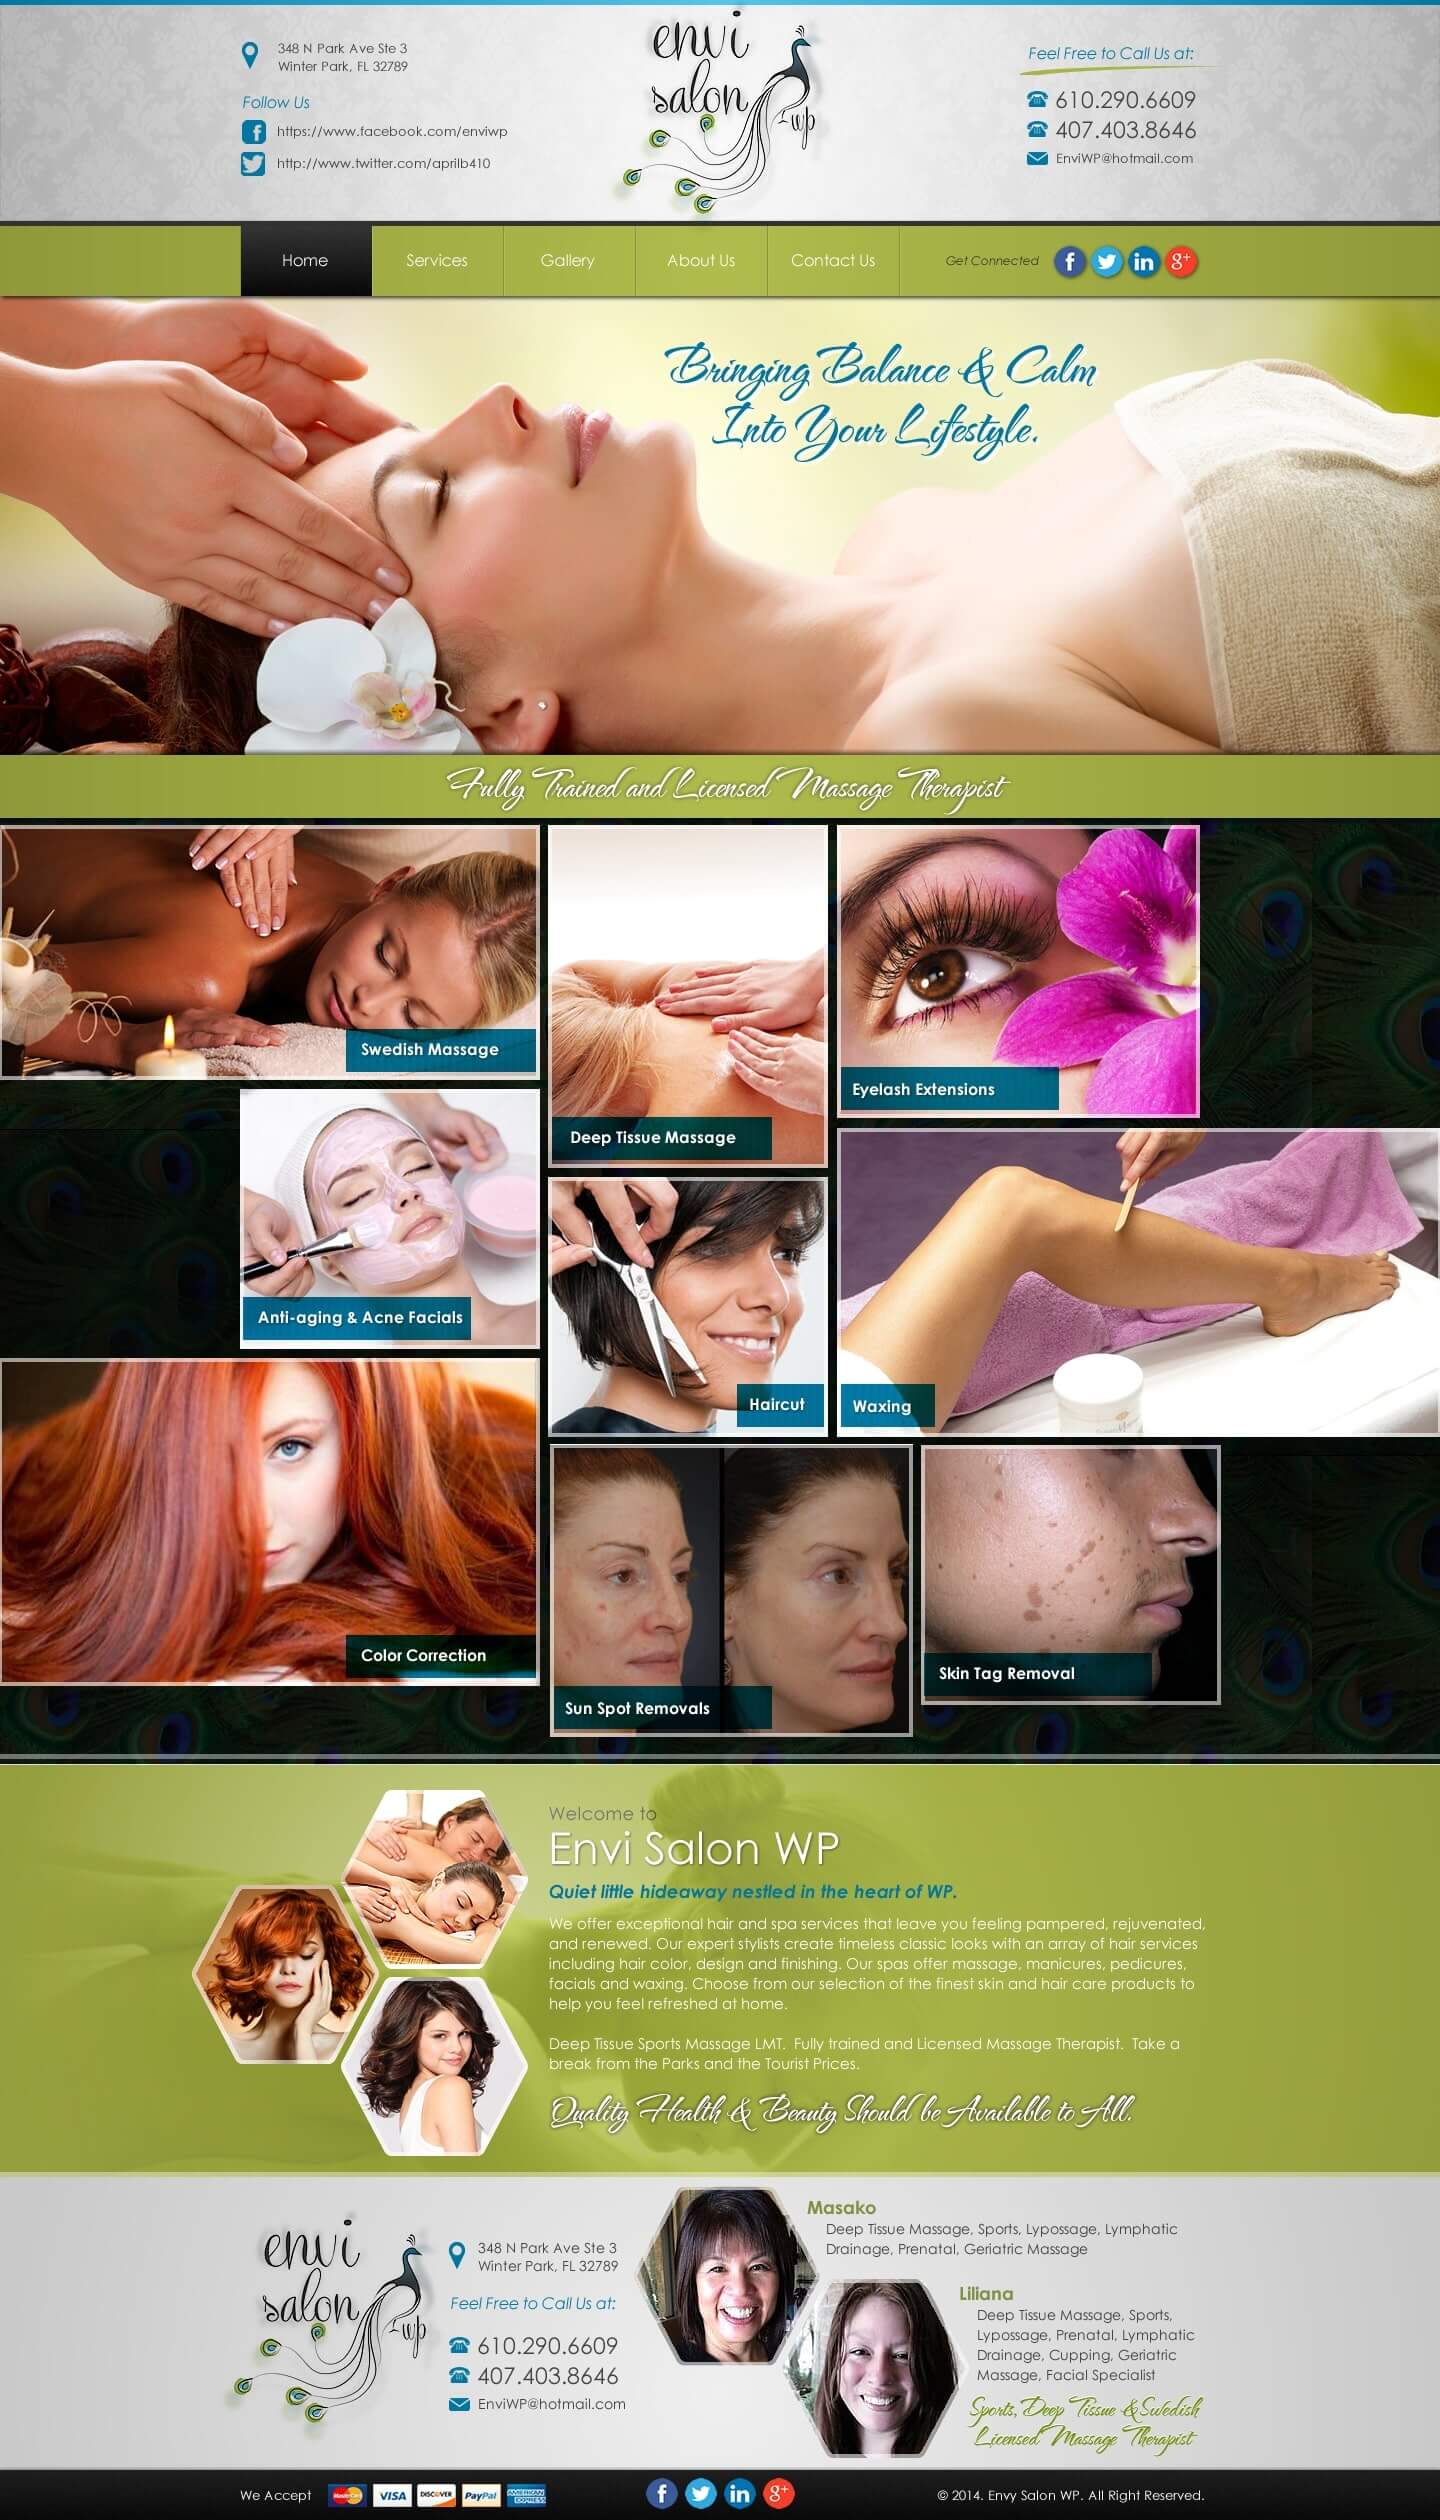 348 N Park Ave Ste 3
Winter Park, FL 32789
Follow Us
https://www.facebook.com/enviwp
http://www.twitter.com/aprilb410
envi
salon
wp
Feel Free to Call Us at:
610.290.6609
407.403.8646
EnviWP@hotmail.com
Home
Services
Gallery
About Us
Contact Us
Get Connected
f
in
g+
Bringing Balance & Calm
Into Your Lifestyle.
Fully Trained and Licensed Massage Therapist
Swedish Massage
Deep Tissue Massage
Eyelash Extensions
Anti-aging & Acne Facials
Haircut
Waxing
Color Correction
Sun Spot Removals
Skin Tag Removal
Welcome to
Envi Salon WP
Quiet little hideaway nestled in the heart of WP.
We offer exceptional hair and spa services that leave you feeling pampered, rejuvenated,
and renewed. Our expert stylists create timeless classic looks with an array of hair services
including hair color, design and finishing. Our spas offer massage, manicures, pedicures,
facials and waxing. Choose from our selection of the finest skin and hair care products to
help you feel refreshed at home.
Deep Tissue Sports Massage LMT.  Fully trained and Licensed Massage Therapist.  Take a
break from the Parks and the Tourist Prices.
Quality Health & Beauty Should be Available to All.
envi
salon
wp
348 N Park Ave Ste 3
Winter Park, FL 32789
Feel Free to Call Us at:
610.290.6609
407.403.8646
EnviWP@hotmail.com
Masako
Deep Tissue Massage, Sports, Lypossage, Lymphatic
Drainage, Prenatal, Geriatric Massage
Liliana
Deep Tissue Massage, Sports,
Lypossage, Prenatal, Lymphatic
Drainage, Cupping, Geriatric
Massage, Facial Specialist
Sports, Deep Tissue & Swedish
Licensed Massage Therapist
We Accept
MasterCard
VISA
DISCOVER
PayPal
AMERICAN EXPRESS
f
in
g+
© 2014. Envy Salon WP. All Right Reserved.